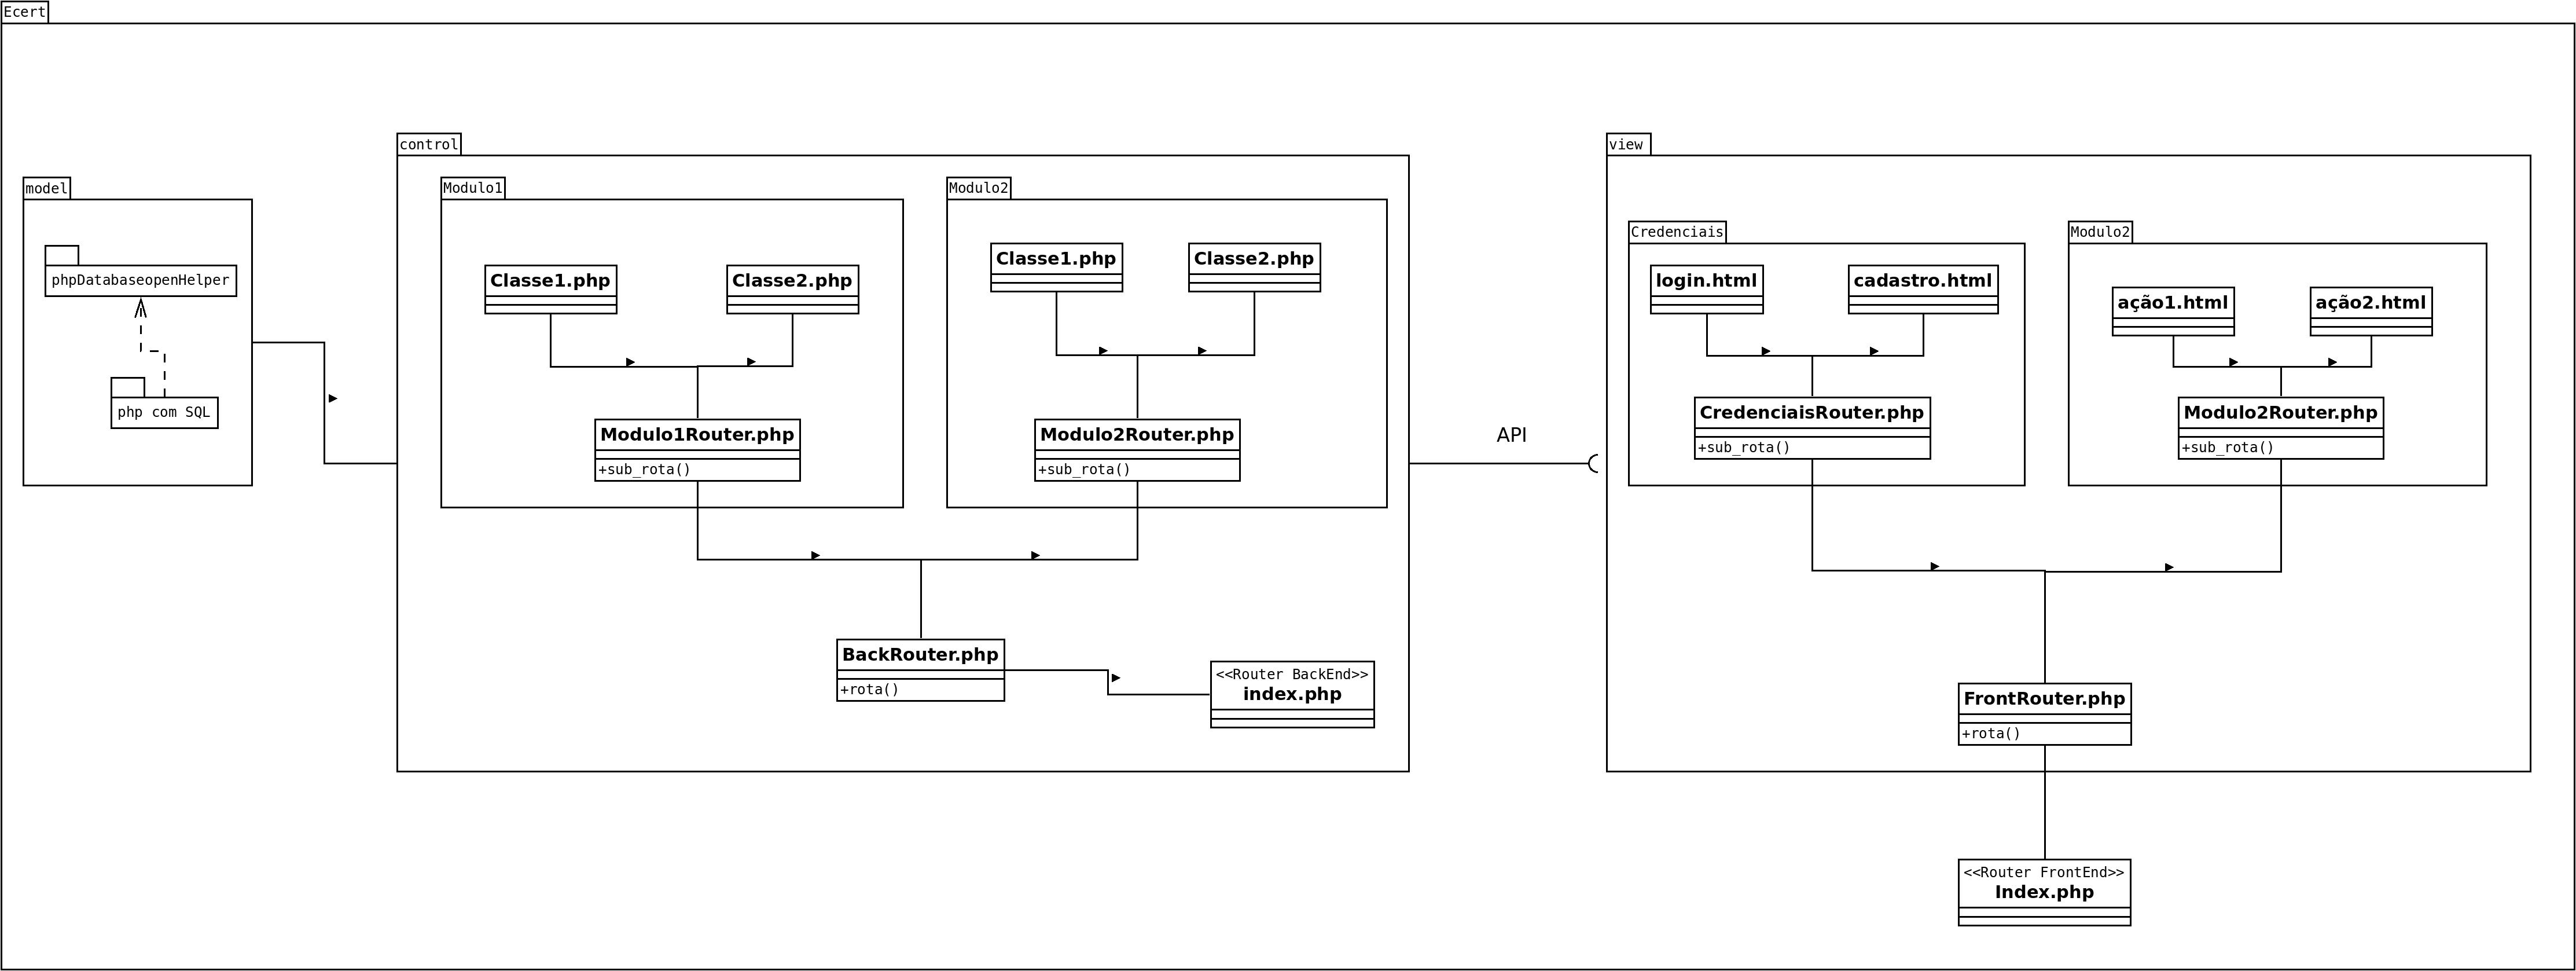 Ecert
model
phpDatabaseopenHelper
php com SQL
control
Modulo1
Classe1.php
Classe2.php
Modulo1Router.php
+sub_rota()
Modulo2
Classe1.php
Classe2.php
Modulo2Router.php
+sub_rota()
BackRouter.php
+rota()
<<Router BackEnd>>
index.php
API
view
Credenciais
login.html
cadastro.html
CredenciaisRouter.php
+sub_rota()
Modulo2
ação1.html
ação2.html
Modulo2Router.php
+sub_rota()
FrontRouter.php
+rota()
<<Router FrontEnd>>
Index.php